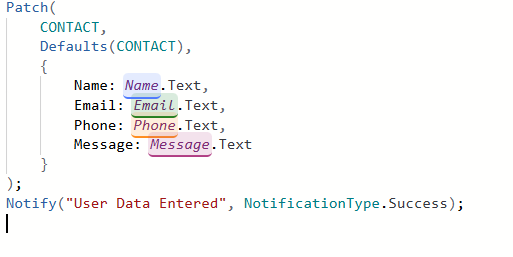 Patch(
CONTACT,
Defaults(CONTACT),
{
Name: Name.Text,
Email: Email.Text,
Phone: Phone.Text,
Message: Message.Text
}
);
Notify("User Data Entered", NotificationType.Success);